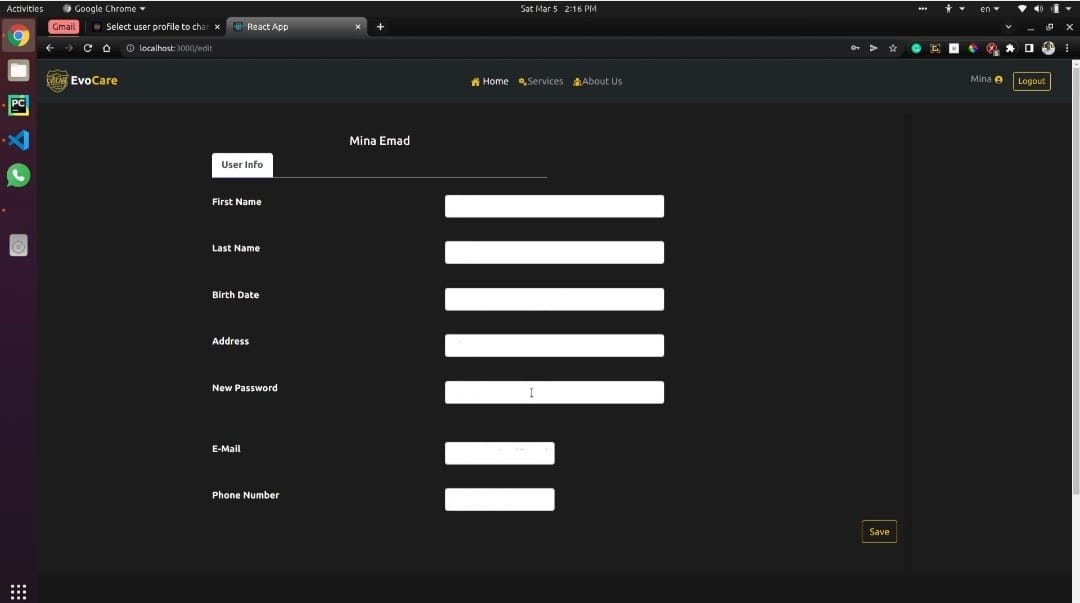 Activities Google Chrome Sat Mar 5 2:16 PM en
Gmail Select user profile to cha × React App × +
localhost:3000/edit
EvoCare Home Services About Us Mina Logout
Mina Emad
User Info
First Name
Last Name
Birth Date
Address
New Password
E-Mail
Phone Number
Save